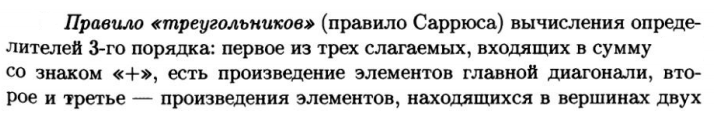 Правило «треугольников» (правило Саррюса) вычисления опреде-
лителей 3-го порядка: первое из трех слагаемых, входящих в сумму
со знаком «+», есть произведение элементов главной диагонали, вто-
рое и третье — произведения элементов, находящихся в вершинах двух